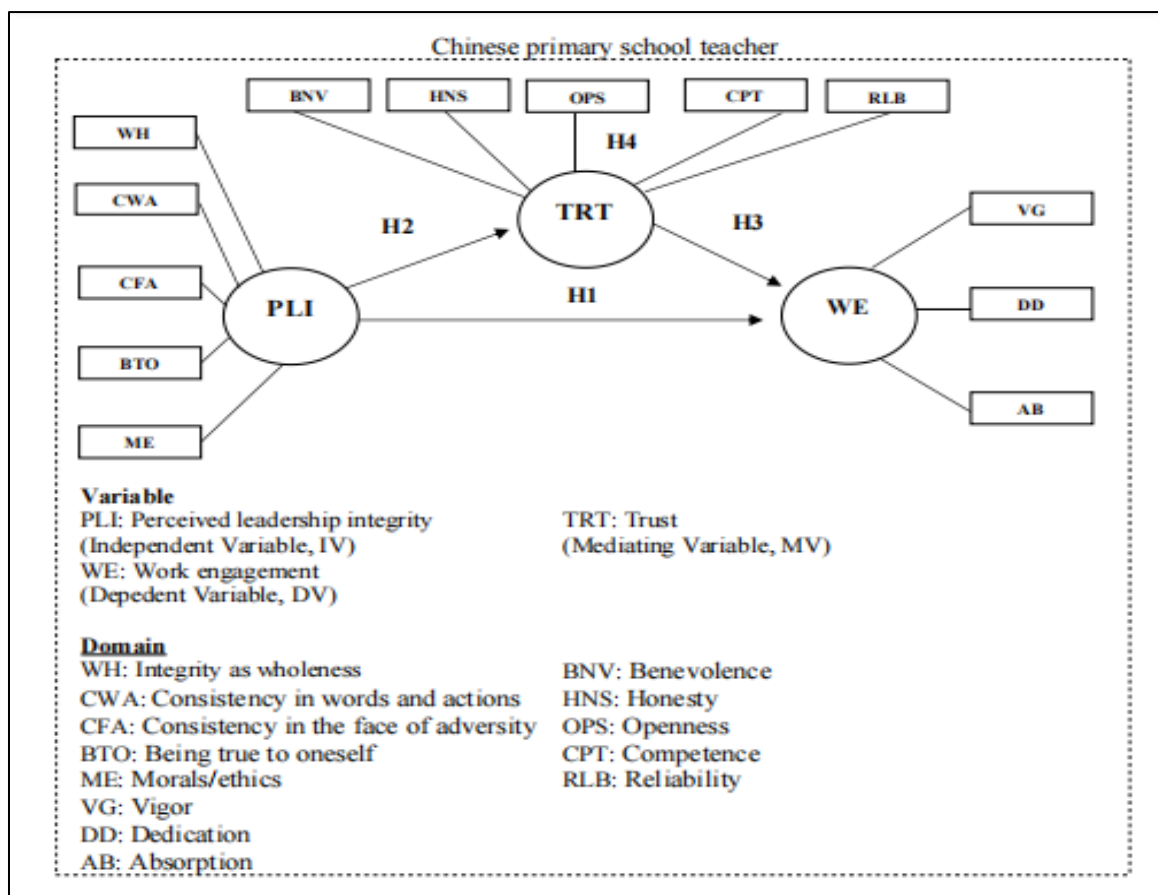 Chinese primary school teacher
BNV HNS OPS CPT RLB
WH
H4
CWA
TRT
VG
H2
H3
CFA
PLI
H1
WE
DD
BTO
AB
ME
Variable
PLI: Perceived leadership integrity
(Independent Variable, IV)
WE: Work engagement
(Depedent Variable, DV)
TRT: Trust
(Mediating Variable, MV)
Domain
WH: Integrity as wholeness
CWA: Consistency in words and actions
CFA: Consistency in the face of adversity
BTO: Being true to oneself
ME: Morals/ethics
VG: Vigor
DD: Dedication
AB: Absorption
BNV: Benevolence
HNS: Honesty
OPS: Openness
CPT: Competence
RLB: Reliability